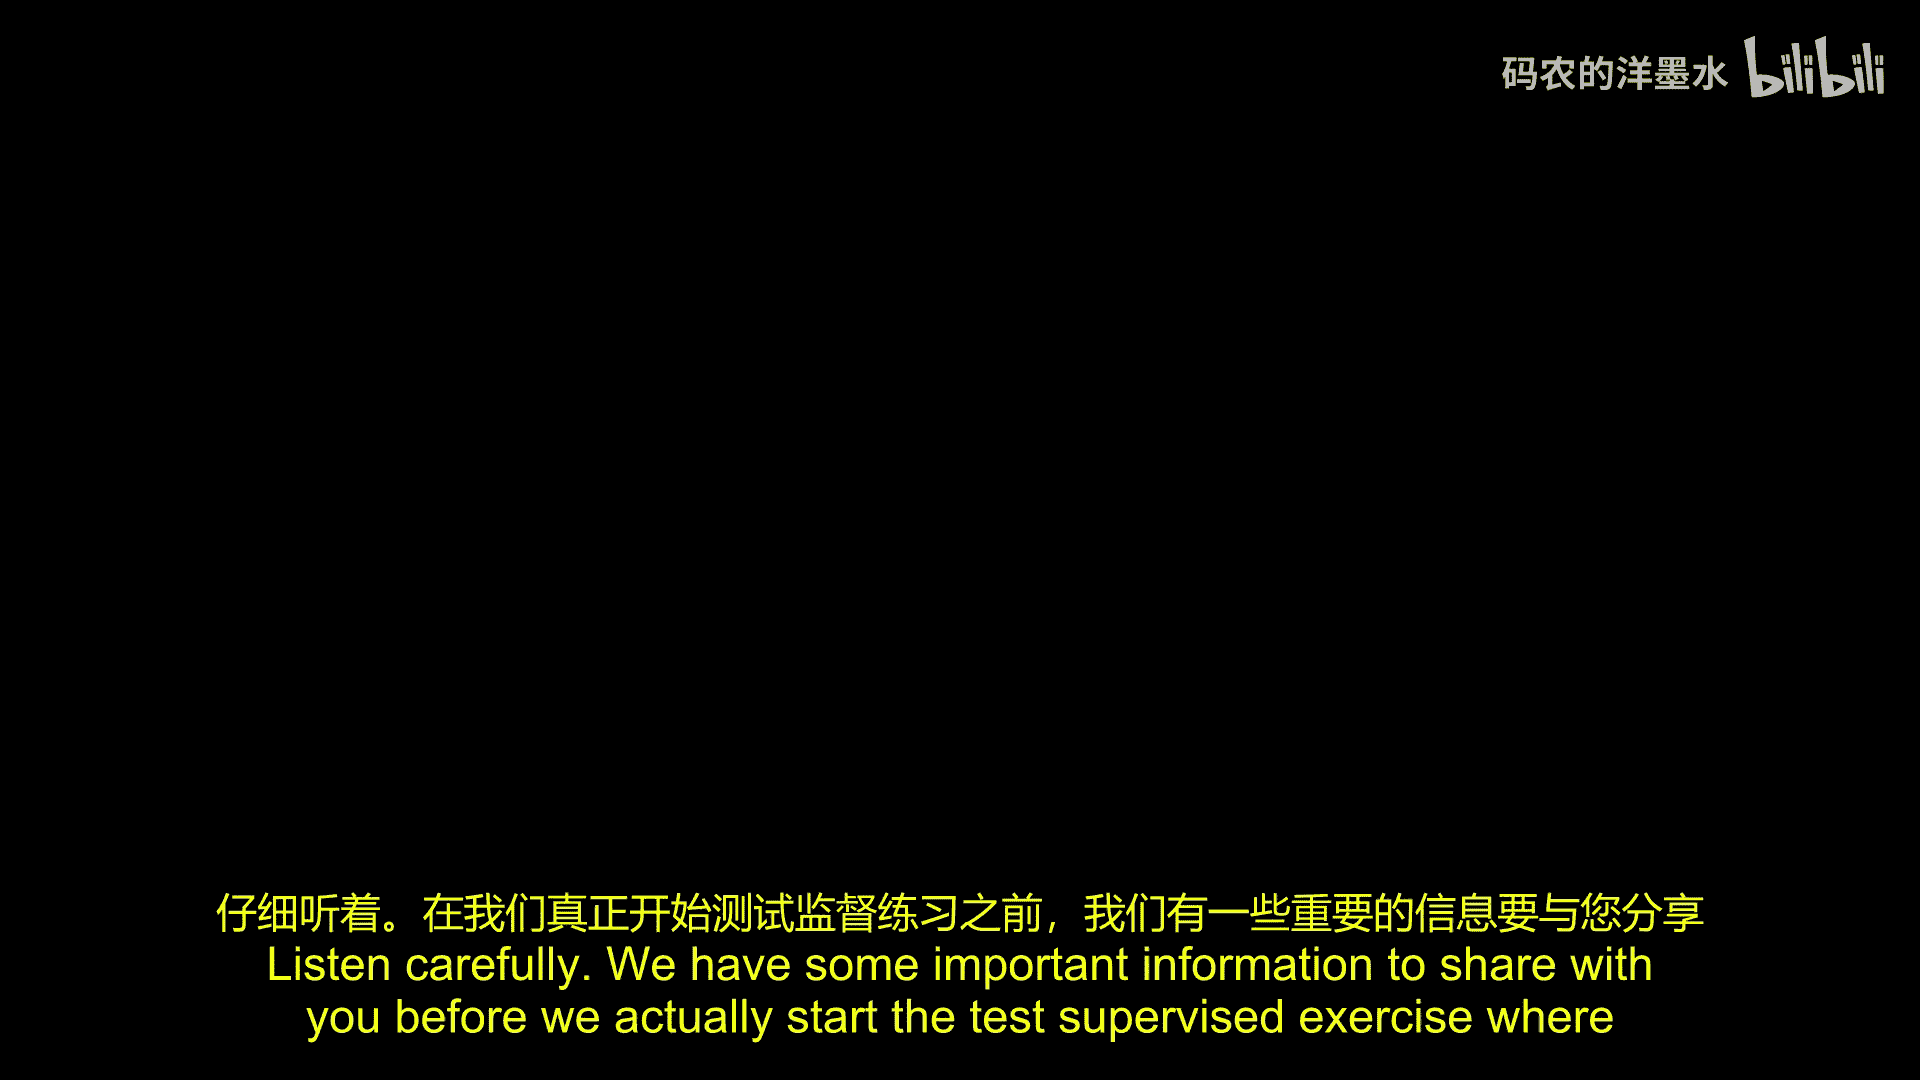 码农的洋墨水 bilibili
仔细听着。在我们真正开始测试监督练习之前，我们有一些重要的信息要与您分享
Listen carefully. We have some important information to share with
you before we actually start the test supervised exercise where